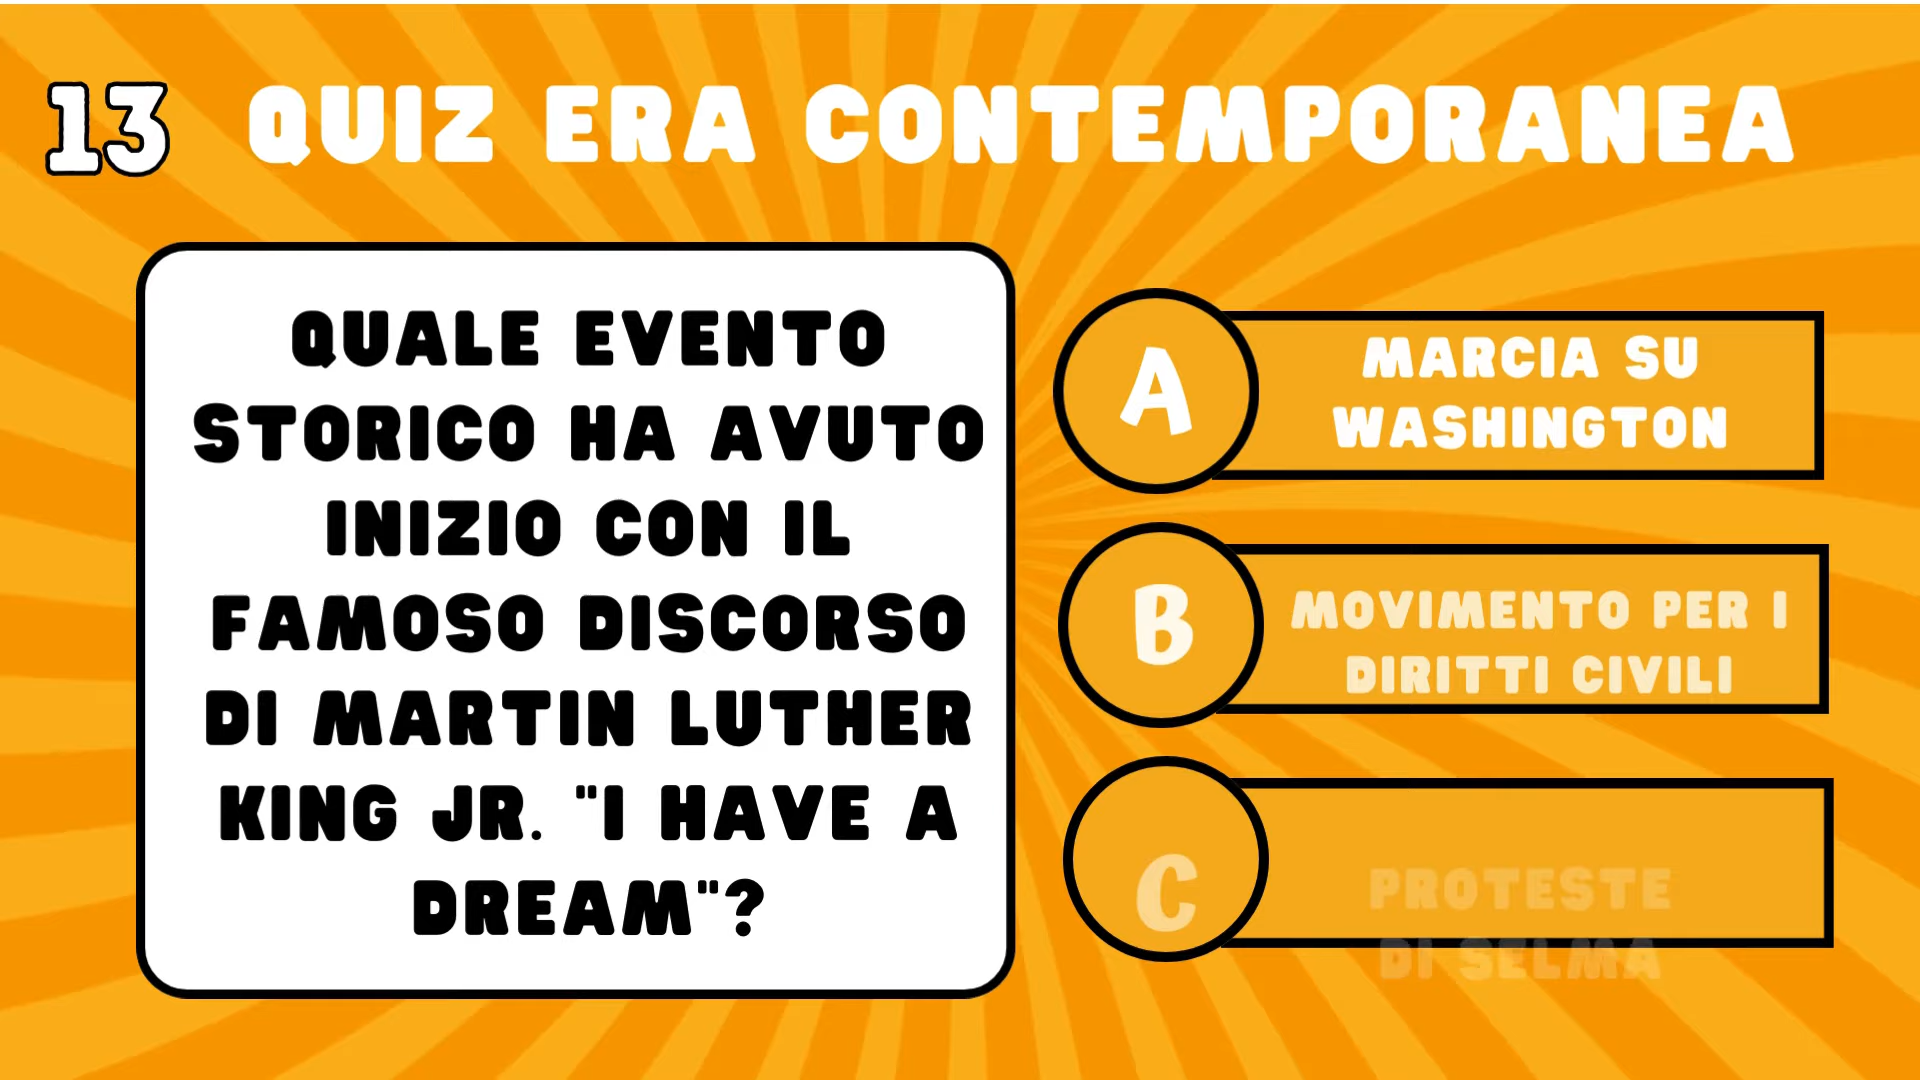 13 QUIZ ERA CONTEMPORANEA
QUALE EVENTO
STORICO HA AVUTO
INIZIO CON IL
FAMOSO DISCORSO
DI MARTIN LUTHER
KING JR. "I HAVE A
DREAM"?
A
MARCIA SU
WASHINGTON
B
MOVIMENTO PER I
DIRITTI CIVILI
C
PROTESTE
DI SELMA